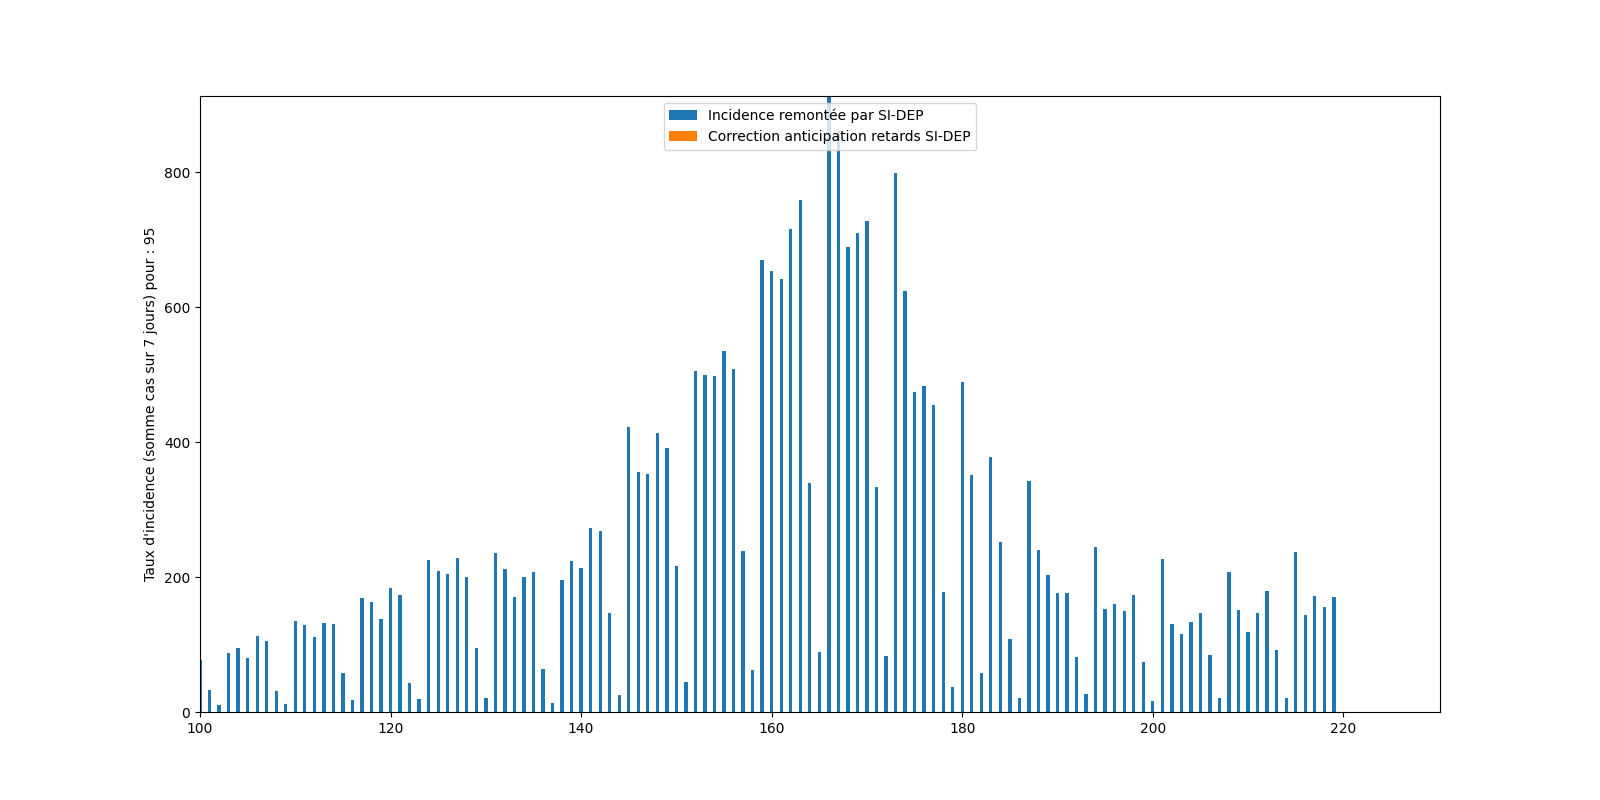 Incidence remontée par SI-DEP
Correction anticipation retards SI-DEP
Taux d'incidence (somme cas sur 7 jours) pour : 95
800
600
400
200
0
100 120 140 160 180 200 220